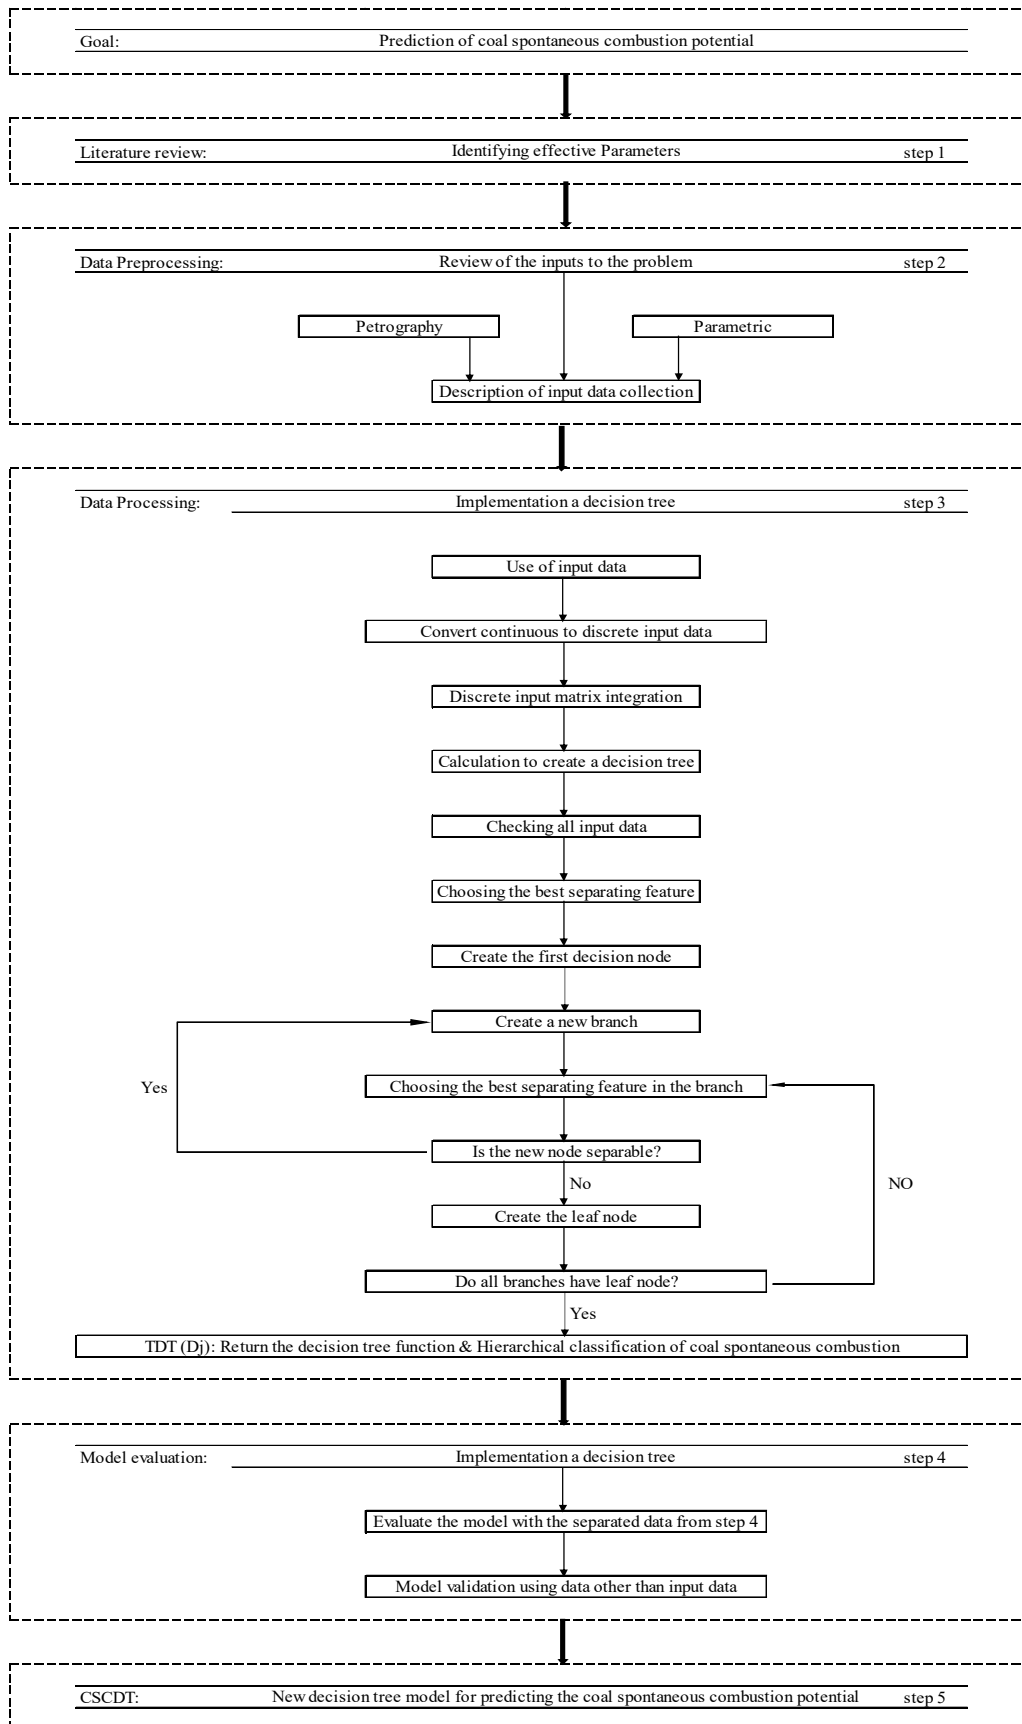 Goal: Prediction of coal spontaneous combustion potential
Literature review: Identifying effective Parameters step 1
Data Preprocessing: Review of the inputs to the problem step 2
Petrography Parametric
Description of input data collection
Data Processing: Implementation a decision tree step 3
Use of input data
Convert continuous to discrete input data
Discrete input matrix integration
Calculation to create a decision tree
Checking all input data
Choosing the best separating feature
Create the first decision node
Create a new branch
Yes Choosing the best separating feature in the branch
Is the new node separable?
No NO
Create the leaf node
Do all branches have leaf node?
Yes
TDT (Dj): Return the decision tree function & Hierarchical classification of coal spontaneous combustion
Model evaluation: Implementation a decision tree step 4
Evaluate the model with the separated data from step 4
Model validation using data other than input data
CSCDT: New decision tree model for predicting the coal spontaneous combustion potential step 5